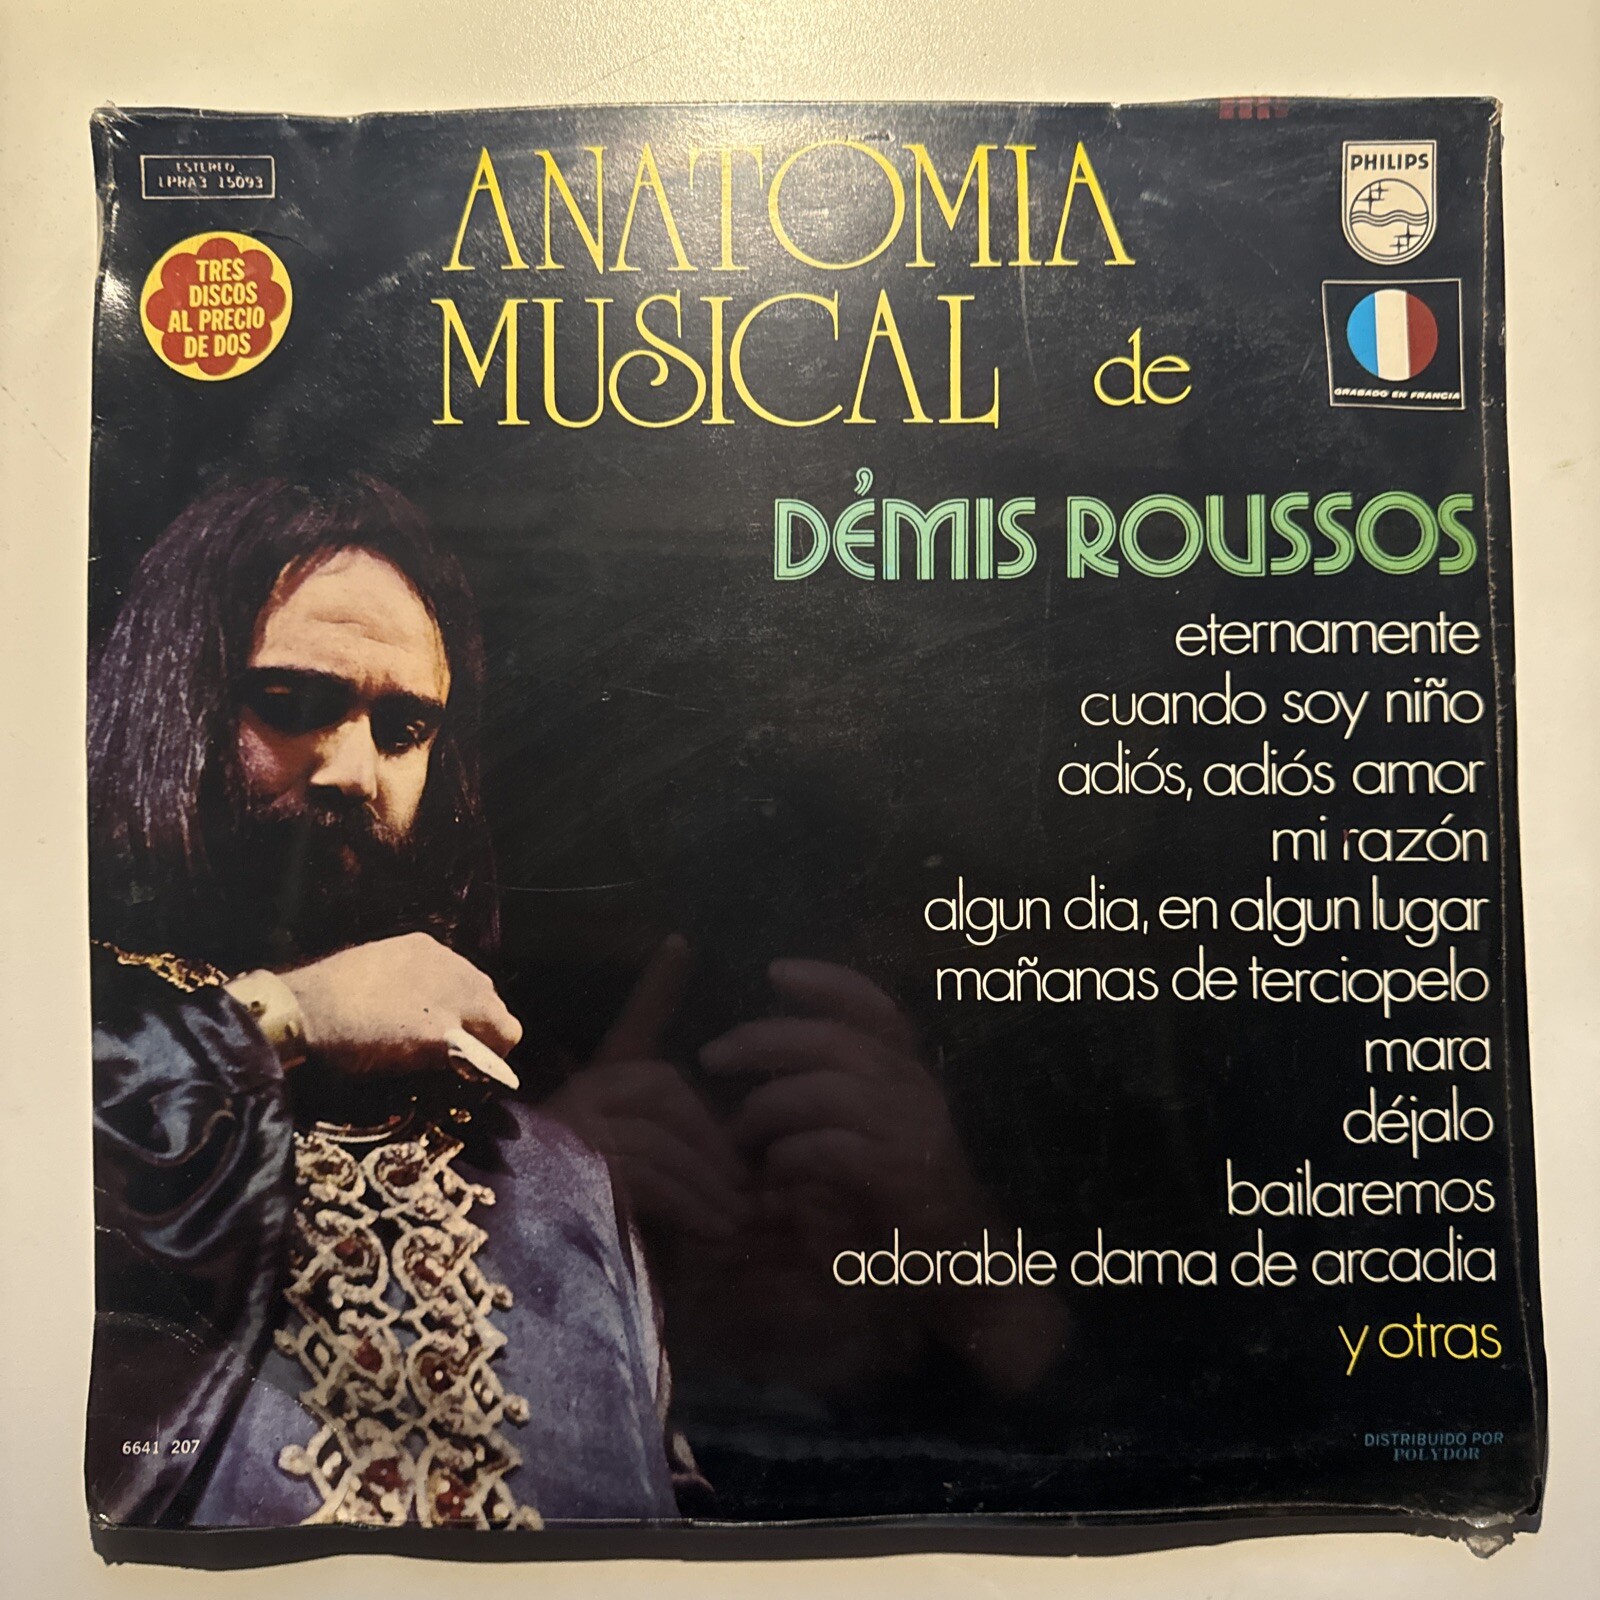 ESTEREO
LPRA3 15093
TRES
DISCOS
AL PRECIO
DE DOS
ANATOMIA
MUSICAL de
PHILIPS
GRABADO EN FRANCIA
DÉMIS ROUSSOS
eternamente
cuando soy niño
adiós, adiós amor
mi razón
algun dia, en algun lugar
mañanas de terciopelo
mara
déjalo
bailaremos
adorable dama de arcadia
y otras
6641 207
DISTRIBUIDO POR
POLYDOR